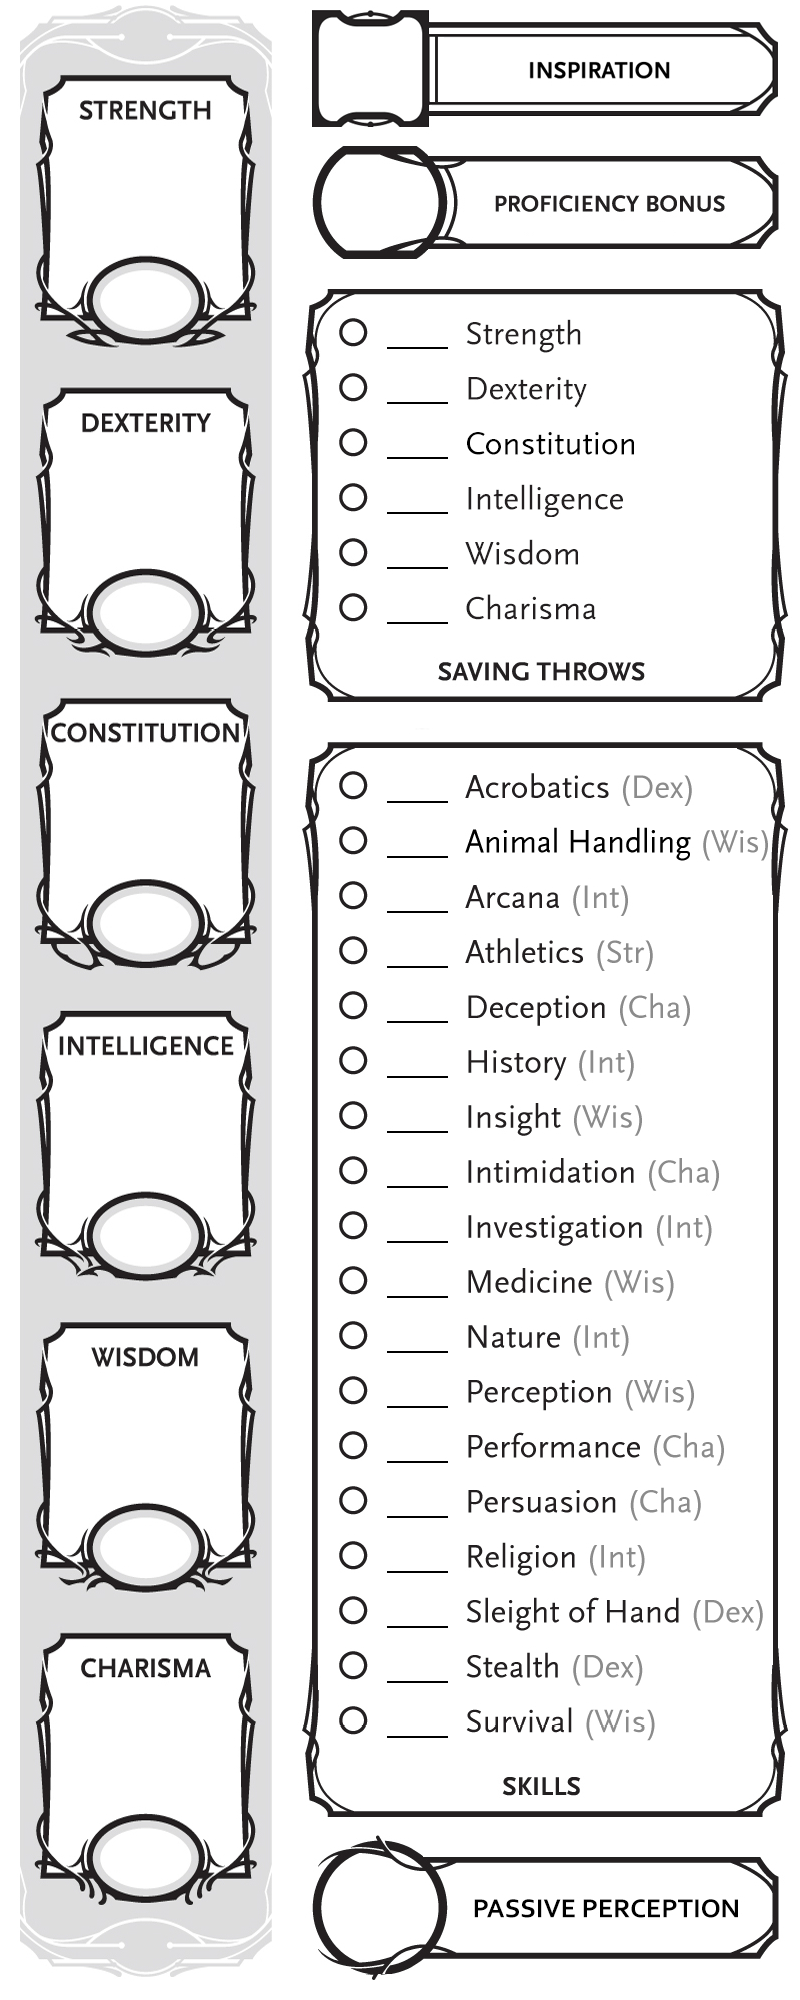 STRENGTH
DEXTERITY
CONSTITUTION
INTELLIGENCE
WISDOM
CHARISMA
INSPIRATION
PROFICIENCY BONUS
____ Strength
____ Dexterity
____ Constitution
____ Intelligence
____ Wisdom
____ Charisma
SAVING THROWS
____ Acrobatics (Dex)
____ Animal Handling (Wis)
____ Arcana (Int)
____ Athletics (Str)
____ Deception (Cha)
____ History (Int)
____ Insight (Wis)
____ Intimidation (Cha)
____ Investigation (Int)
____ Medicine (Wis)
____ Nature (Int)
____ Perception (Wis)
____ Performance (Cha)
____ Persuasion (Cha)
____ Religion (Int)
____ Sleight of Hand (Dex)
____ Stealth (Dex)
____ Survival (Wis)
SKILLS
PASSIVE PERCEPTION